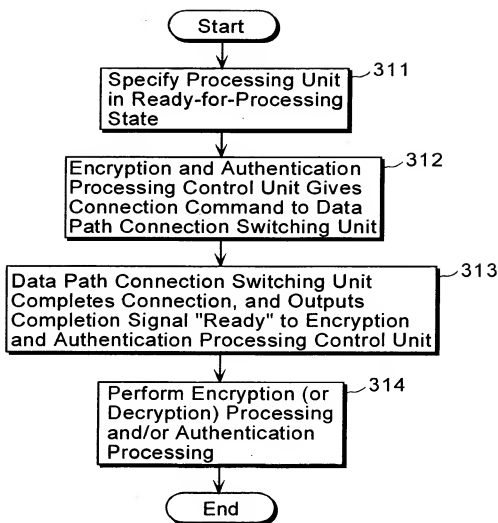 Start
Specify Processing Unit
in Ready-for-Processing
State
311
Encryption and Authentication
Processing Control Unit Gives
Connection Command to Data
Path Connection Switching Unit
312
Data Path Connection Switching Unit
Completes Connection, and Outputs
Completion Signal "Ready" to Encryption
and Authentication Processing Control Unit
313
Perform Encryption (or
Decryption) Processing
and/or Authentication
Processing
314
End